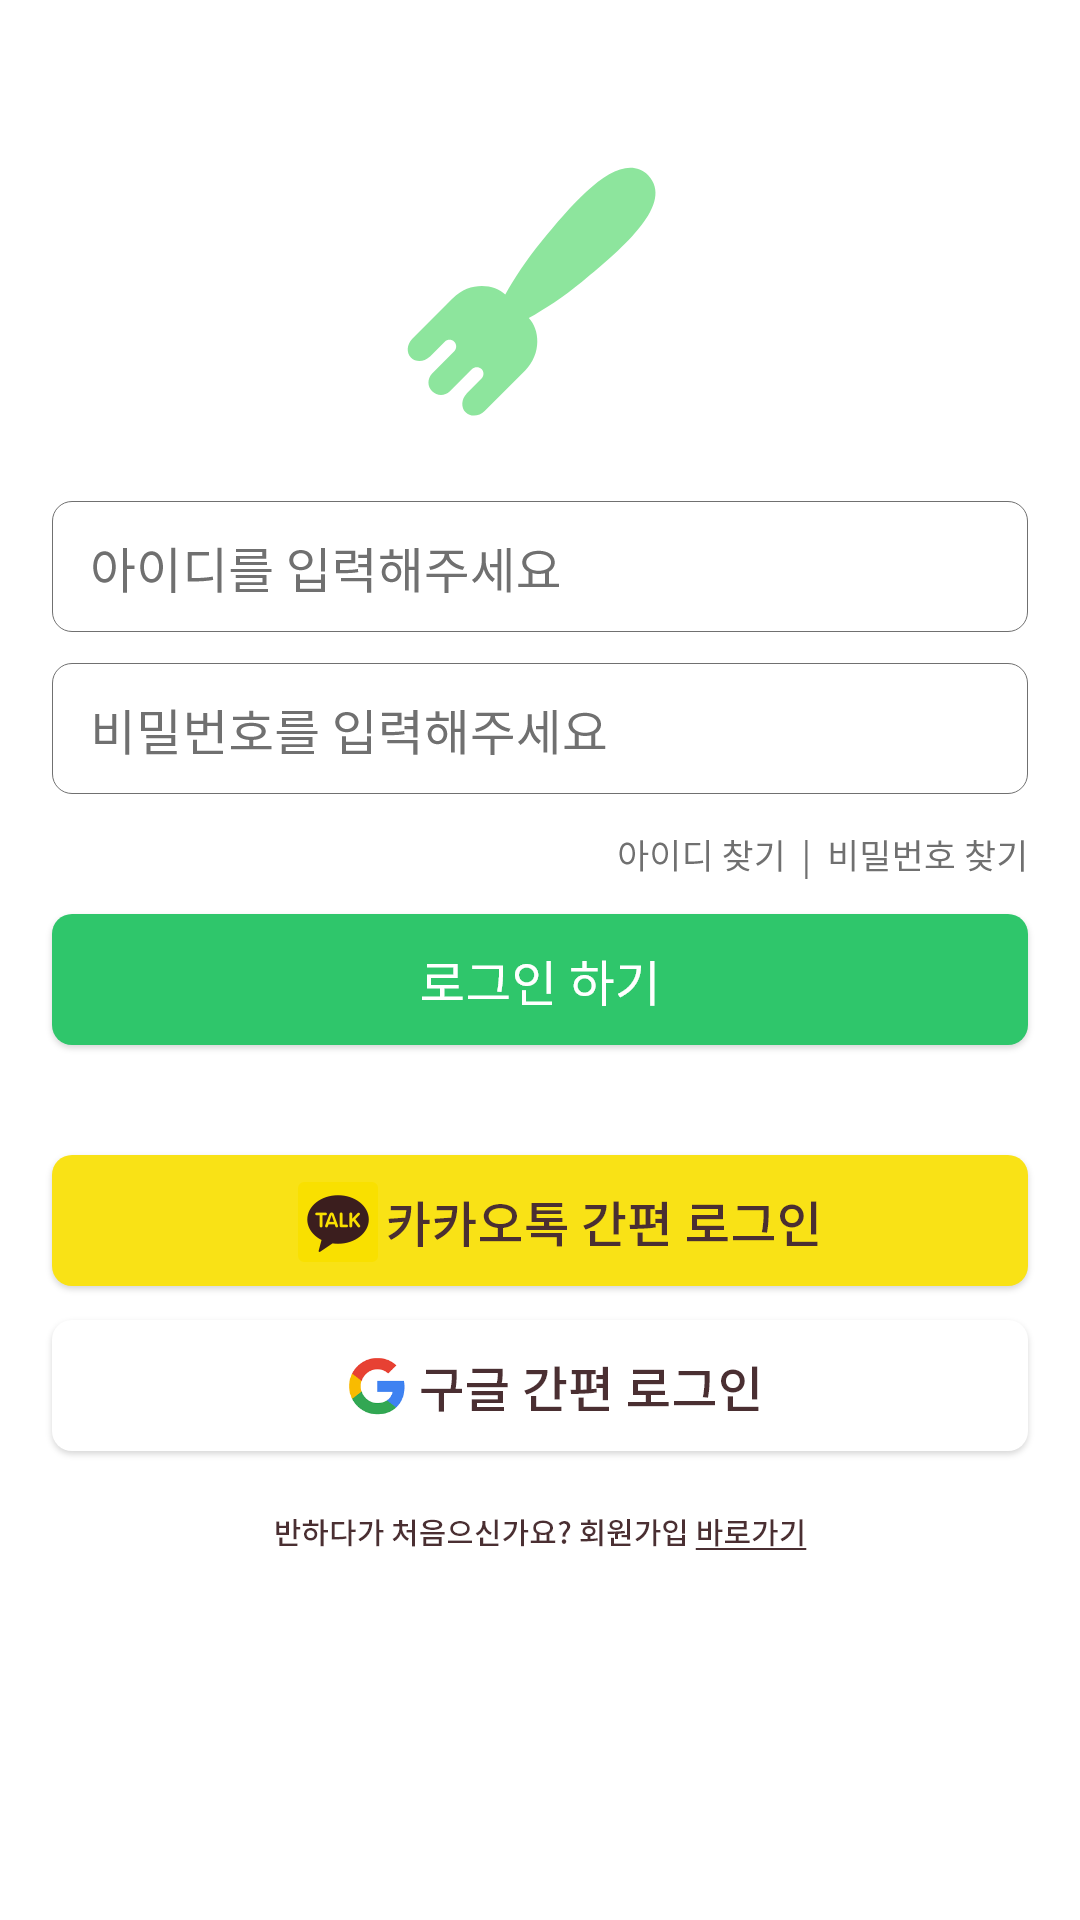 아이디를 입력해주세요
비밀번호를 입력해주세요
아이디 찾기 | 비밀번호 찾기
로그인 하기
TALK 카카오톡 간편 로그인
구글 간편 로그인
반하다가 처음으신가요? 회원가입 바로가기